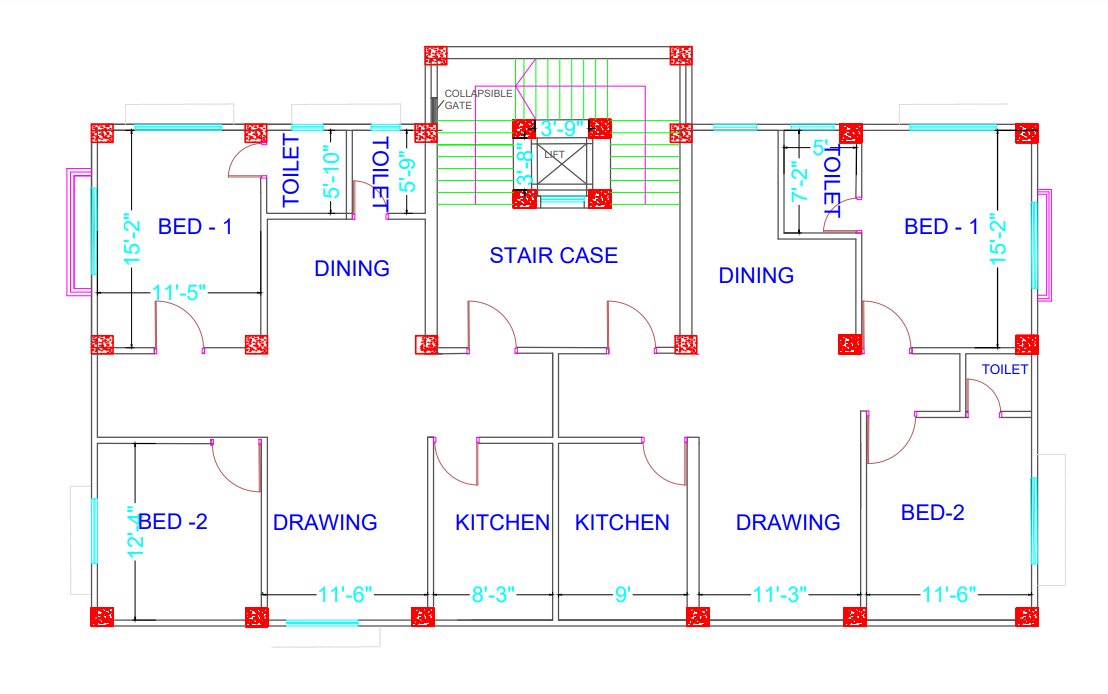 COLLAPSIBLE
GATE
3'-9"
LIFT
3'-8"
TOILET
5'-10"
TOILET
5'-9"
5'
7'-2"
TOILET
BED - 1
15'-2"
11'-5"
DINING
STAIR CASE
DINING
BED - 1
15'-2"
TOILET
BED -2
12'-4"
DRAWING
KITCHEN
KITCHEN
DRAWING
BED-2
11'-6"
8'-3"
9'
11'-3"
11'-6"